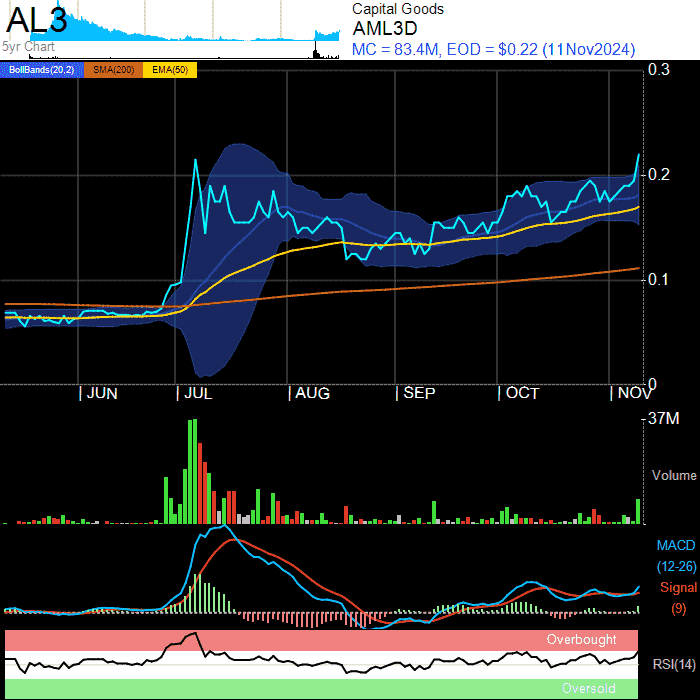 AL3
5yr Chart
Capital Goods
AML3D
MC = 83.4M, EOD = $0.22 (11Nov2024)
BollBands(20,2) SMA(200) EMA(50)
0.3
0.2
0.1
0
JUN JUL AUG SEP OCT NOV
37M
Volume
MACD
(12-26)
Signal
(9)
Overbought
RSI(14)
Oversold